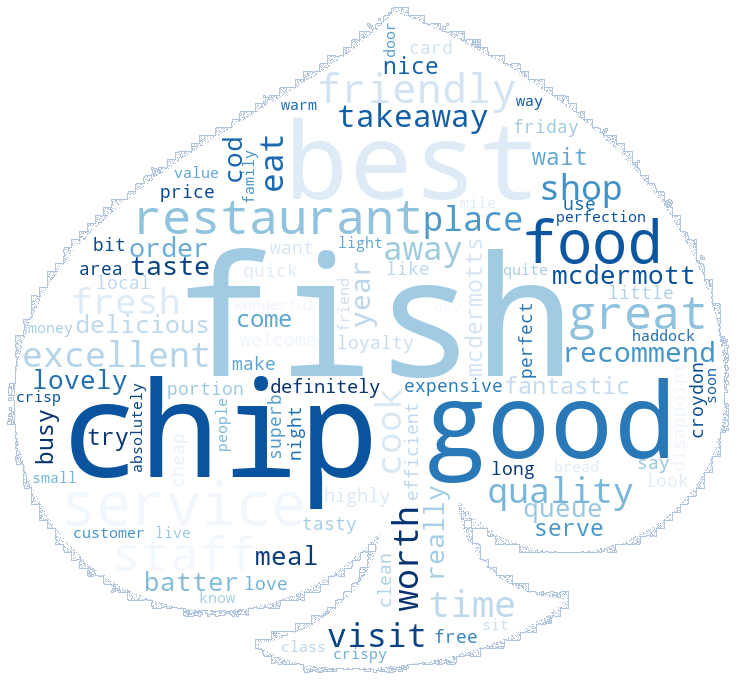 door
card
nice
friendly
warm
way
takeaway
best
friday
cod
eat
wait
value
family
price
shop
use
restaurant
place
mile
perfection
food
bit
order
want
light
away
area
taste
quick
like
quite
mcdermott
local
year
mcdermotts
little
fresh
fish
wonderful
friend
pay
great
money
delicious
come
welcome
loyalty
perfect
haddock
excellent
make
recommend
lovely
portion
definitely
expensive
fantastic
croydon
soon
crisp
chip
good
busy
try
absolutely
people
superb
night
cook
disappoint
cheap
long
bread
say
look
small
service
highly
efficient
quality
queue
tasty
serve
customer
live
staff
meal
worth
really
batter
love
clean
know
time
visit
free
sit
class
crispy